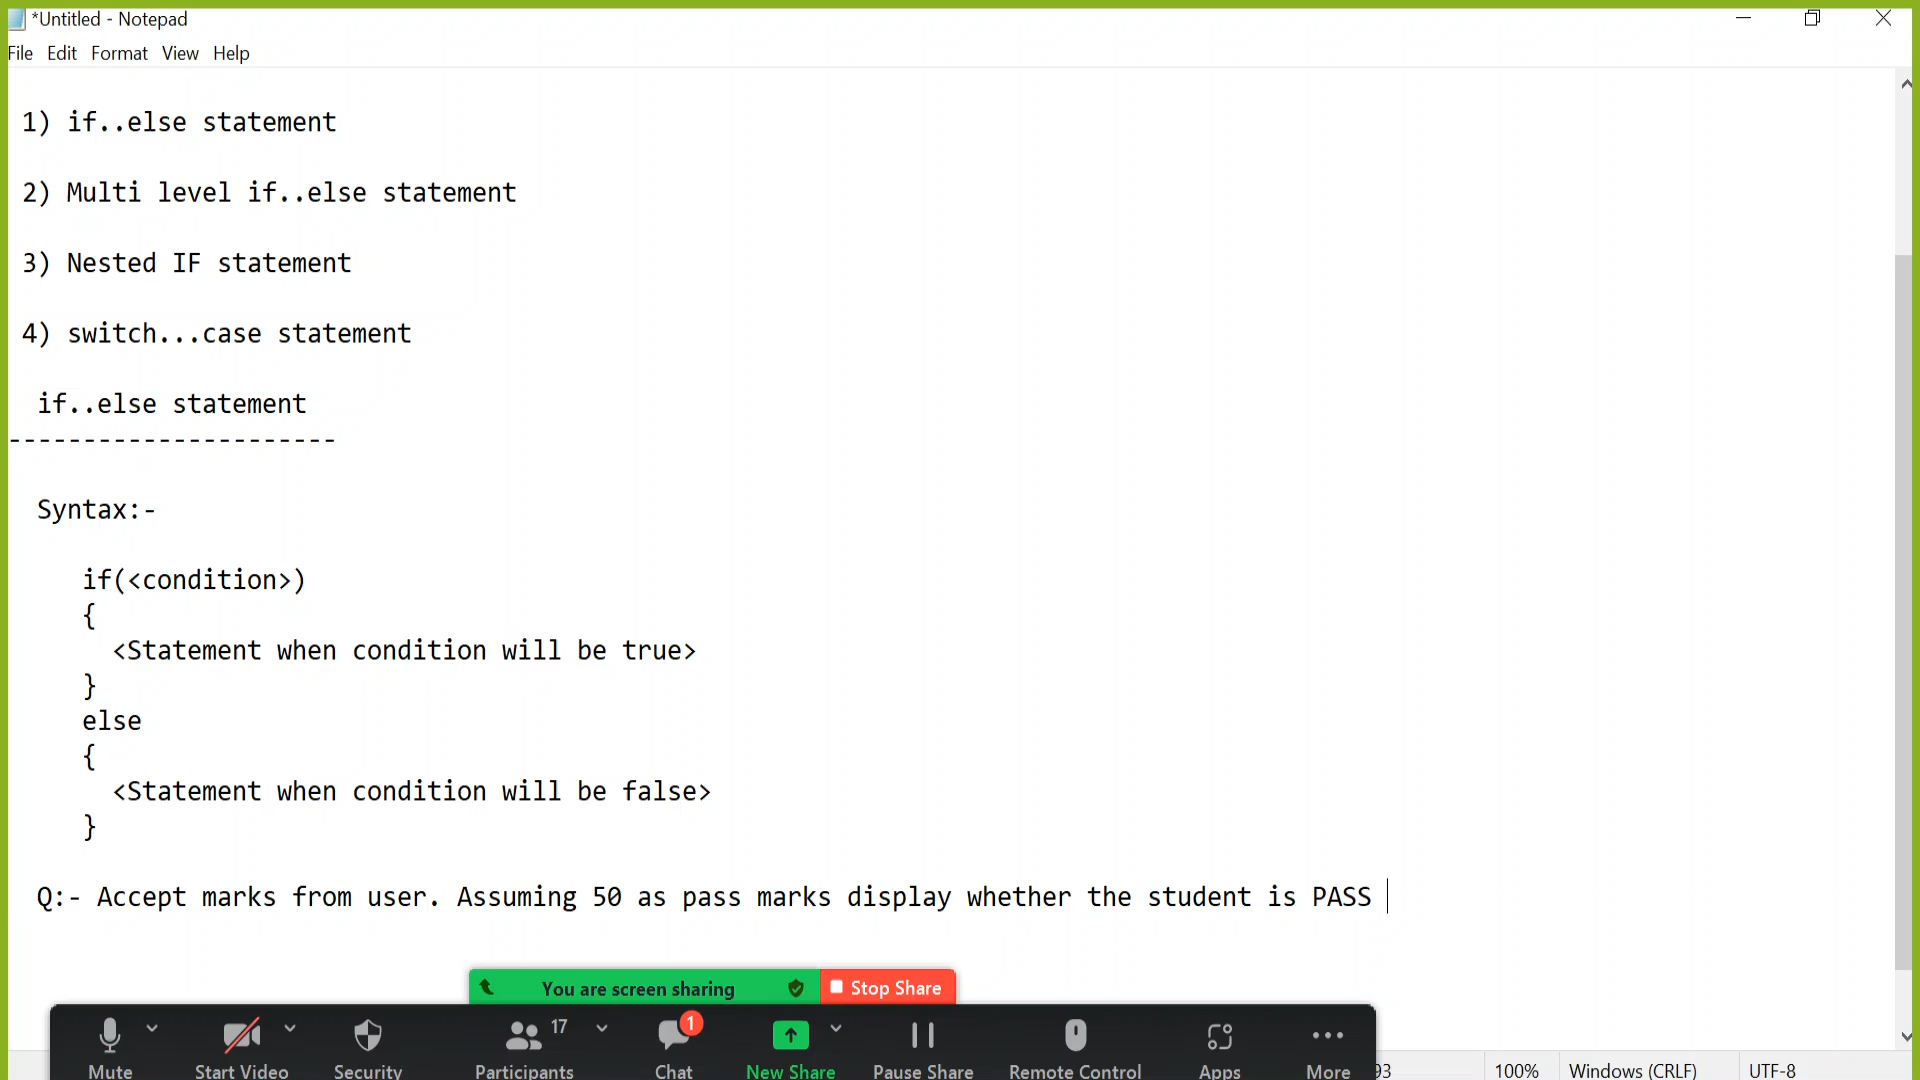 *Untitled - Notepad
File Edit Format View Help
1) if..else statement
2) Multi level if..else statement
3) Nested IF statement
4) switch...case statement
if..else statement
----------------------
Syntax:-
if(<condition>)
{
<Statement when condition will be true>
}
else
{
<Statement when condition will be false>
}
Q:- Accept marks from user. Assuming 50 as pass marks display whether the student is PASS
You are screen sharing Stop Share
17 1
Mute Start Video Security Participants Chat New Share Pause Share Remote Control Apps More
93 100% Windows (CRLF) UTF-8